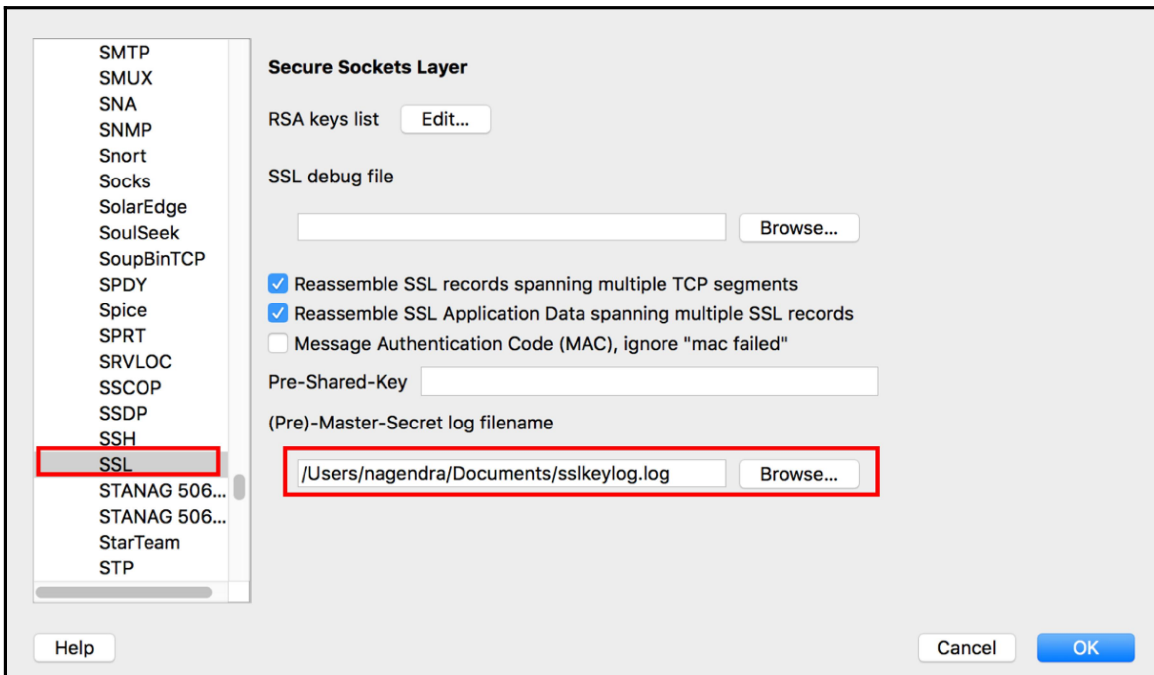 SMTP
SMUX
SNA
SNMP
Snort
Socks
SolarEdge
SoulSeek
SoupBinTCP
SPDY
Spice
SPRT
SRVLOC
SSCOP
SSDP
SSH
SSL
STANAG 506...
STANAG 506...
StarTeam
STP
Secure Sockets Layer
RSA keys list Edit...
SSL debug file
Browse...
Reassemble SSL records spanning multiple TCP segments
Reassemble SSL Application Data spanning multiple SSL records
Message Authentication Code (MAC), ignore "mac failed"
Pre-Shared-Key
(Pre)-Master-Secret log filename
/Users/nagendra/Documents/sslkeylog.log Browse...
Help Cancel OK